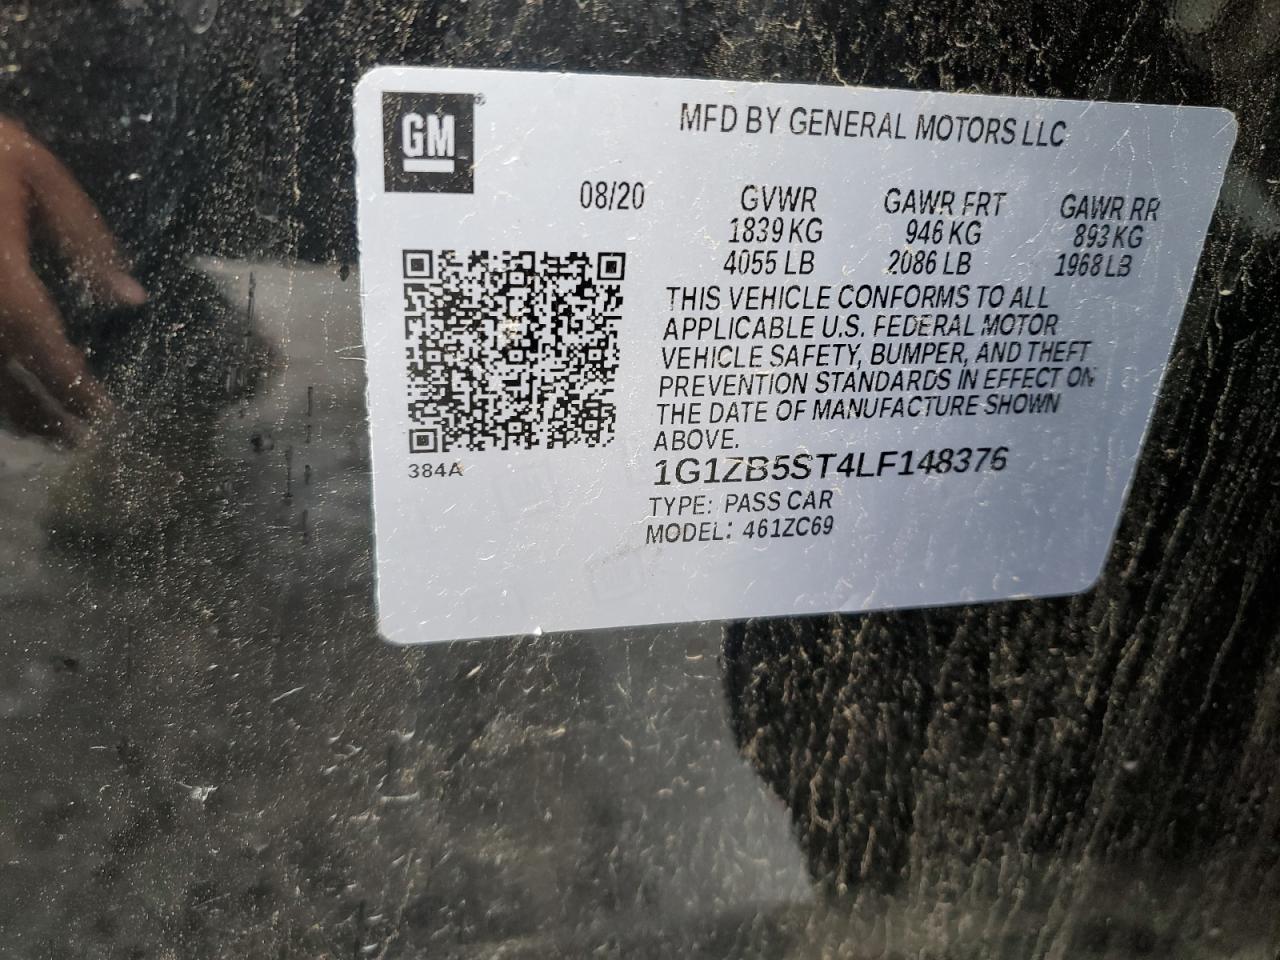 GM®
MFD BY GENERAL MOTORS LLC
08/20 GVWR GAWR FRT GAWR RR
1839 KG 946 KG 893 KG
4055 LB 2086 LB 1968 LB
THIS VEHICLE CONFORMS TO ALL
APPLICABLE U.S. FEDERAL MOTOR
VEHICLE SAFETY, BUMPER, AND THEFT
PREVENTION STANDARDS IN EFFECT ON
THE DATE OF MANUFACTURE SHOWN
ABOVE.
384A
1G1ZB5ST4LF148376
TYPE: PASS CAR
MODEL: 461ZC69